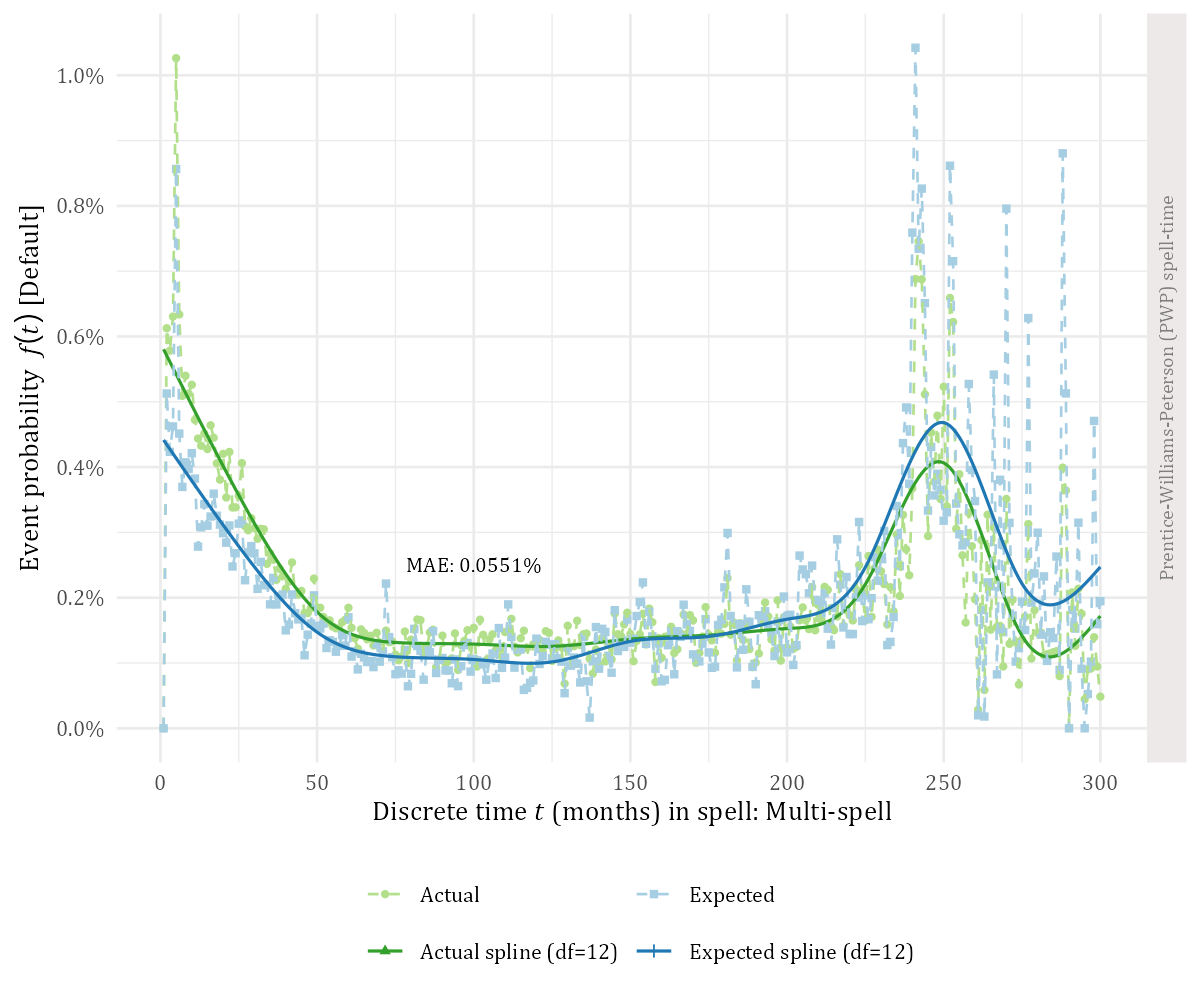 1.0%
0.8%
0.6%
0.4%
0.2%
0.0%
Event probability f(t) [Default]
MAE: 0.0551%
Prentice-Williams-Peterson (PWP) spell-time
0 50 100 150 200 250 300
Discrete time t (months) in spell: Multi-spell
Actual Expected
Actual spline (df=12) Expected spline (df=12)